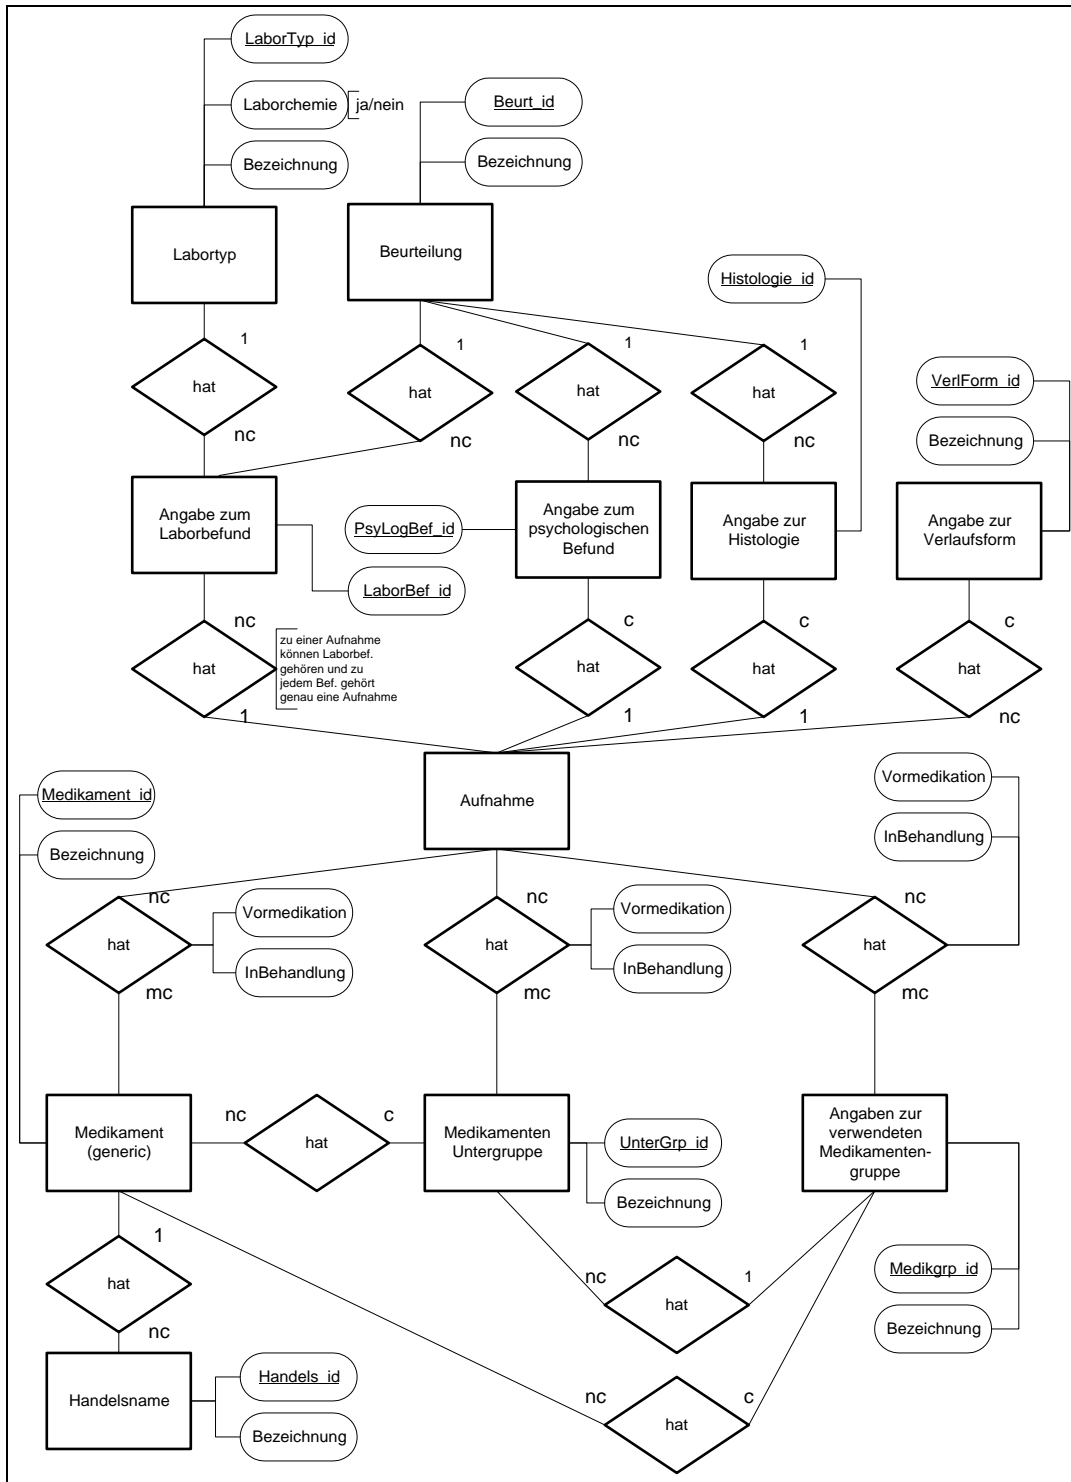 LaborTyp_id
Laborchemie
ja/nein
Bezeichnung
Beurt_id
Bezeichnung
Labortyp
Beurteilung
Histologie_id
1
1
1
1
hat
hat
hat
hat
VerlForm_id
Bezeichnung
nc
nc
nc
nc
Angabe zum
Laborbefund
PsyLogBef_id
Angabe zum
psychologischen
Befund
Angabe zur
Histologie
Angabe zur
Verlaufsform
LaborBef_id
nc
c
c
c
hat
zu einer Aufnahme
können Laborbef.
gehören und zu
jedem Bef. gehört
genau eine Aufnahme
hat
hat
hat
1
1
1
nc
Aufnahme
Medikament_id
Bezeichnung
Vormedikation
InBehandlung
nc
nc
nc
hat
Vormedikation
InBehandlung
hat
Vormedikation
InBehandlung
hat
mc
mc
mc
Medikament
(generic)
nc
hat
c
Medikamenten
Untergruppe
UnterGrp_id
Bezeichnung
Angaben zur
verwendeten
Medikamenten-
gruppe
1
hat
nc
nc
hat
1
Medikgrp_id
Bezeichnung
Handelsname
Handels_id
Bezeichnung
nc
hat
c